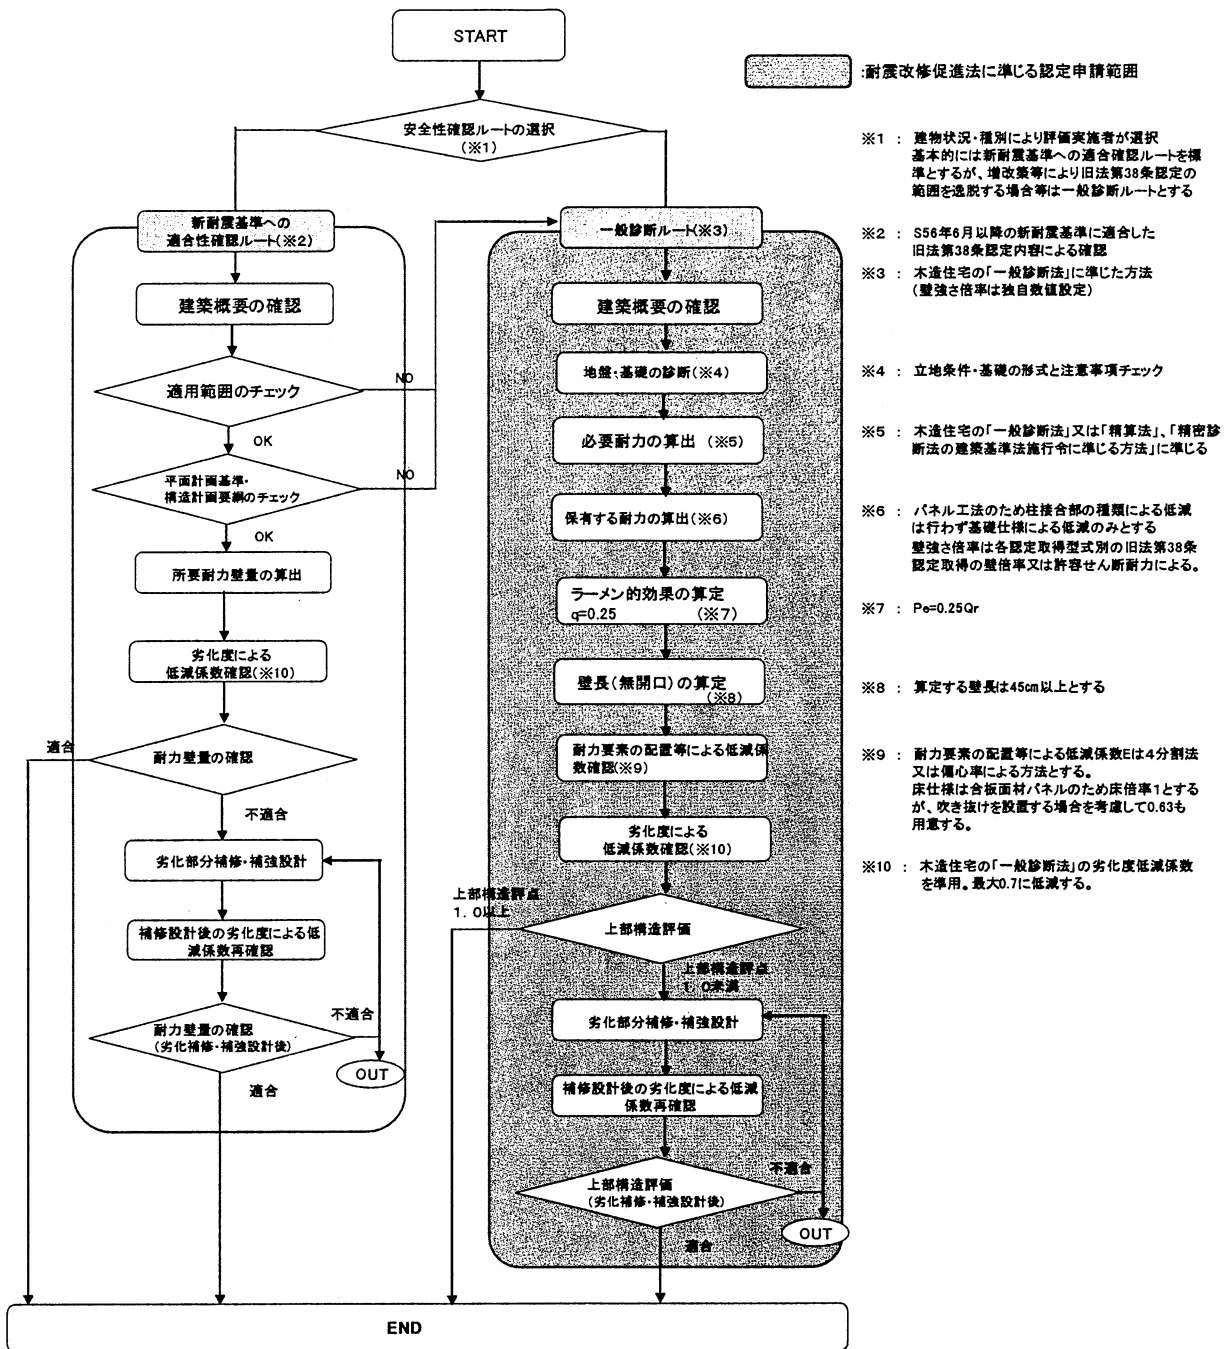 START
:耐震改修促進法に準じる認定申請範囲
安全性確認ルートの選択
(※1)
※1 : 建物状況・種別により評価実施者が選択
基本的には新耐震基準への適合確認ルートを標
準とするが、増改築等により旧法第38条認定の
範囲を逸脱する場合等は一般診断ルートとする
新耐震基準への
適合性確認ルート(※2)
建築概要の確認
適用範囲のチェック
NO
OK
平面計画基準・
構造計画要綱のチェック
NO
OK
所要耐力壁量の算出
劣化度による
低減係数確認(※10)
適合
耐力壁量の確認
不適合
劣化部分補修・補強設計
補修設計後の劣化度による低
減係数再確認
耐力壁量の確認
(劣化補修・補強設計後)
不適合
OUT
適合
一般診断ルート(※3)
建築概要の確認
地盤・基礎の診断(※4)
必要耐力の算出 (※5)
保有する耐力の算出(※6)
ラーメン的効果の算定
q=0.25 (※7)
壁長(無開口)の算定
(※8)
耐力要素の配置等による低減係
数確認(※9)
劣化度による
低減係数確認(※10)
上部構造評点
1.0以上
上部構造評価
上部構造評点
1.0未満
劣化部分補修・補強設計
補修設計後の劣化度による低減
係数再確認
不適合
上部構造評価
(劣化補修・補強設計後)
OUT
適合
END
※2 : S56年6月以降の新耐震基準に適合した
旧法第38条認定内容による確認
※3 : 木造住宅の「一般診断法」に準じた方法
(壁強さ倍率は独自数値設定)
※4 : 立地条件・基礎の形式と注意事項チェック
※5 : 木造住宅の「一般診断法」又は「精算法」、「精密診
断法の建築基準法施行令に準じる方法」に準じる
※6 : パネル工法のため柱接合部の種類による低減
は行わず基礎仕様による低減のみとする
壁強さ倍率は各認定取得型式別の旧法第38条
認定取得の壁倍率又は許容せん断耐力による。
※7 : Pe=0.25Qr
※8 : 算定する壁長は45cm以上とする
※9 : 耐力要素の配置等による低減係数Eは4分割法
又は偏心率による方法とする。
床仕様は合板面材パネルのため床倍率1とする
が、吹き抜けを設置する場合を考慮して0.63も
用意する。
※10 : 木造住宅の「一般診断法」の劣化度低減係数
を準用。最大0.7に低減する。